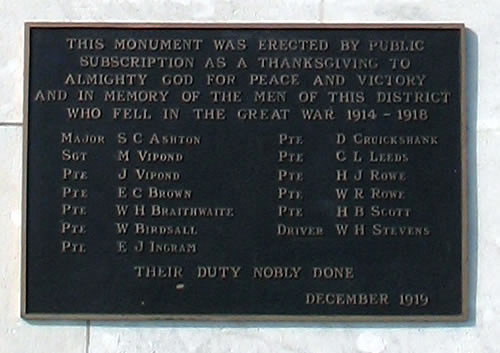 THIS MONUMENT WAS ERECTED BY PUBLIC
SUBSCRIPTION AS A THANKSGIVING TO
ALMIGHTY GOD FOR PEACE AND VICTORY
AND IN MEMORY OF THE MEN OF THIS DISTRICT
WHO FELL IN THE GREAT WAR 1914 - 1918
MAJOR S C ASHTON
SGT M VIPOND
PTE J VIPOND
PTE E C BROWN
PTE W H BRAITHWAITE
PTE W BIRDSALL
PTE E J INGRAM
PTE D CRUICKSHANK
PTE C L LEEDS
PTE H J ROWE
PTE W R ROWE
PTE H B SCOTT
DRIVER W H STEVENS
THEIR DUTY NOBLY DONE
DECEMBER 1919